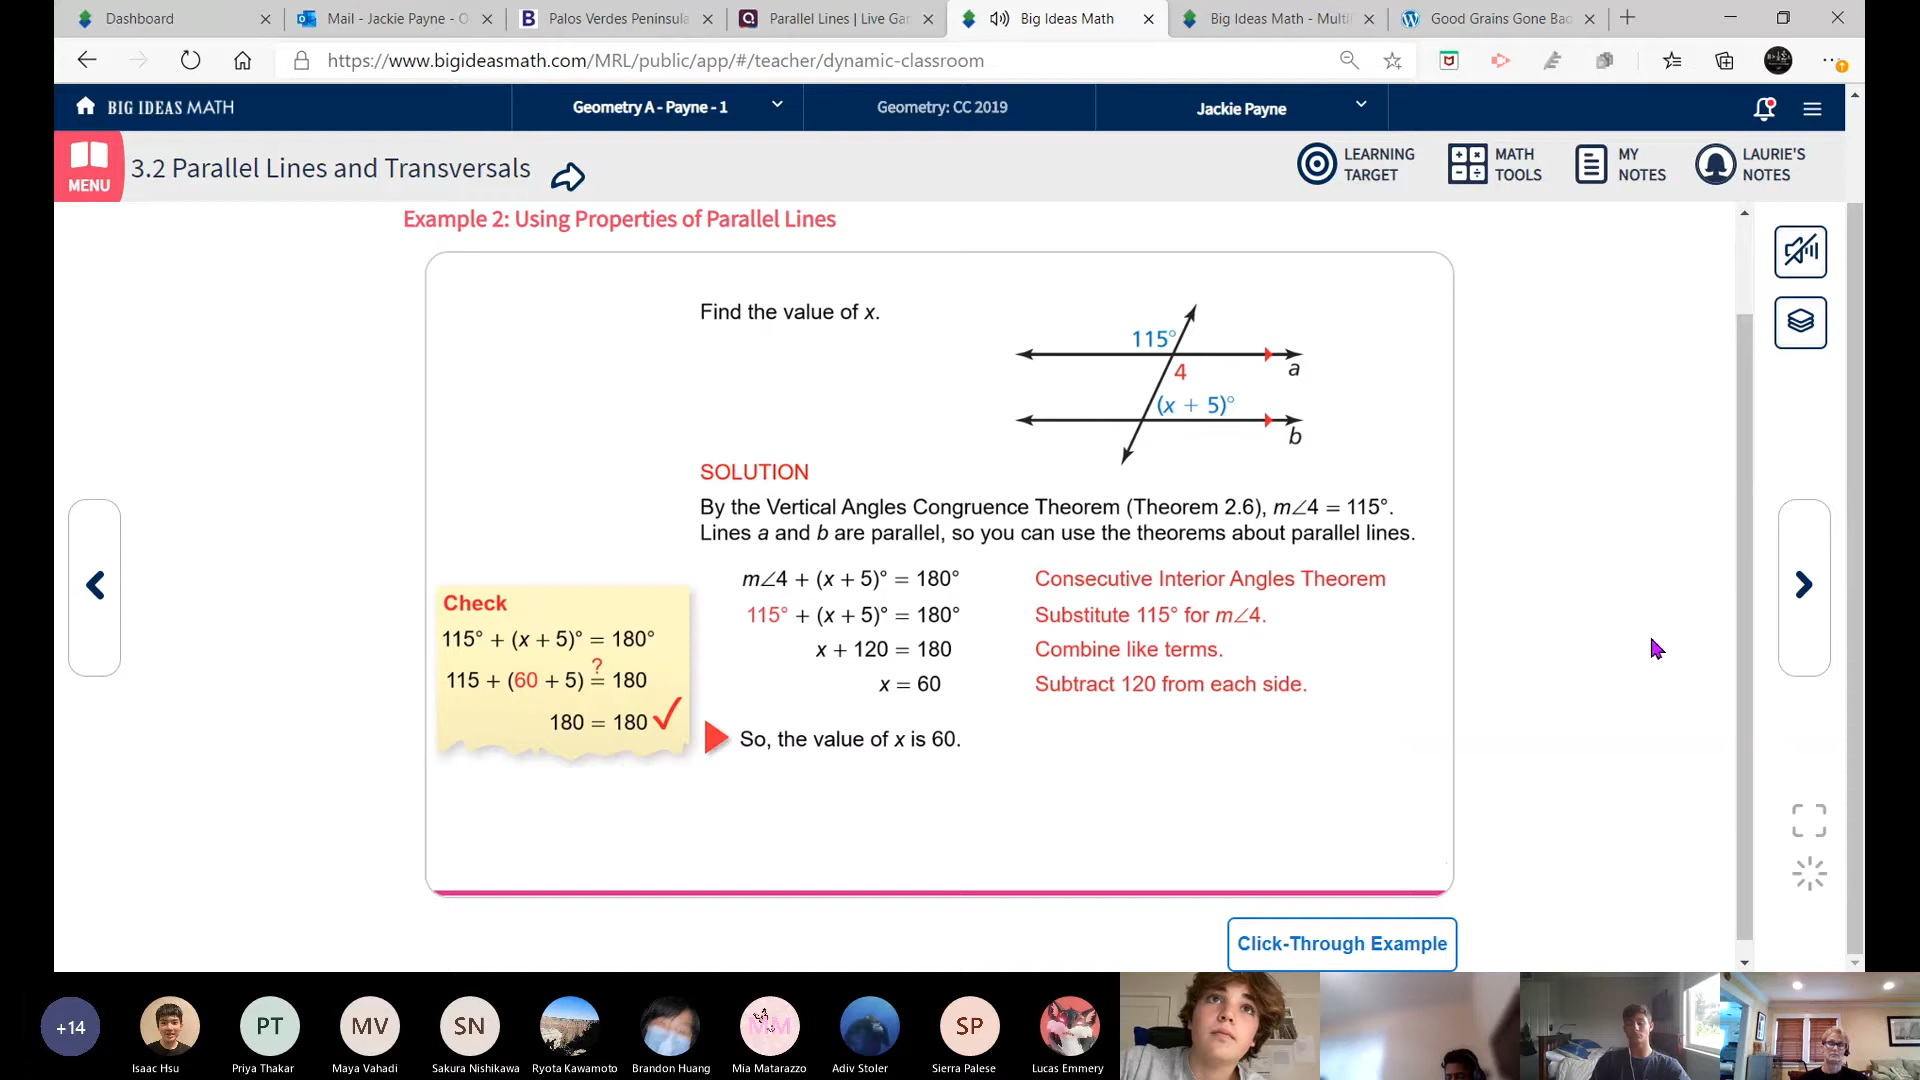 Dashboard
Mail - Jackie Payne - O
Palos Verdes Peninsula
Parallel Lines | Live Gar
Big Ideas Math
Big Ideas Math - Multi
Good Grains Gone Bad
https://www.bigideasmath.com/MRL/public/app/#/teacher/dynamic-classroom
BIG IDEAS MATH
Geometry A - Payne - 1
Geometry: CC 2019
Jackie Payne
MENU
3.2 Parallel Lines and Transversals
LEARNING TARGET
MATH TOOLS
MY NOTES
LAURIE'S NOTES
Example 2: Using Properties of Parallel Lines
Find the value of x.
115°
4
a
(x + 5)°
b
SOLUTION
By the Vertical Angles Congruence Theorem (Theorem 2.6), m∠4 = 115°.
Lines a and b are parallel, so you can use the theorems about parallel lines.
m∠4 + (x + 5)° = 180° Consecutive Interior Angles Theorem
115° + (x + 5)° = 180° Substitute 115° for m∠4.
x + 120 = 180 Combine like terms.
x = 60 Subtract 120 from each side.
So, the value of x is 60.
Check
115° + (x + 5)° = 180°
?
115 + (60 + 5) = 180
180 = 180 ✓
Click-Through Example
+14
PT
MV
SN
MM
SP
Isaac Hsu
Priya Thakar
Maya Vahadi
Sakura Nishikawa
Ryota Kawamoto
Brandon Huang
Mia Matarazzo
Adiv Stoler
Sierra Palese
Lucas Emmery